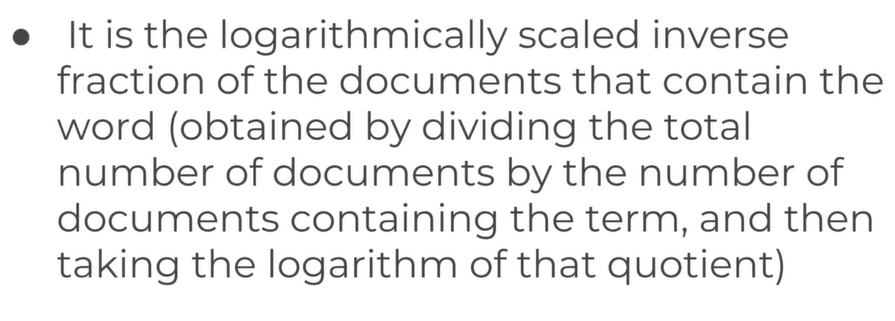 ● It is the logarithmically scaled inverse
fraction of the documents that contain the
word (obtained by dividing the total
number of documents by the number of
documents containing the term, and then
taking the logarithm of that quotient)